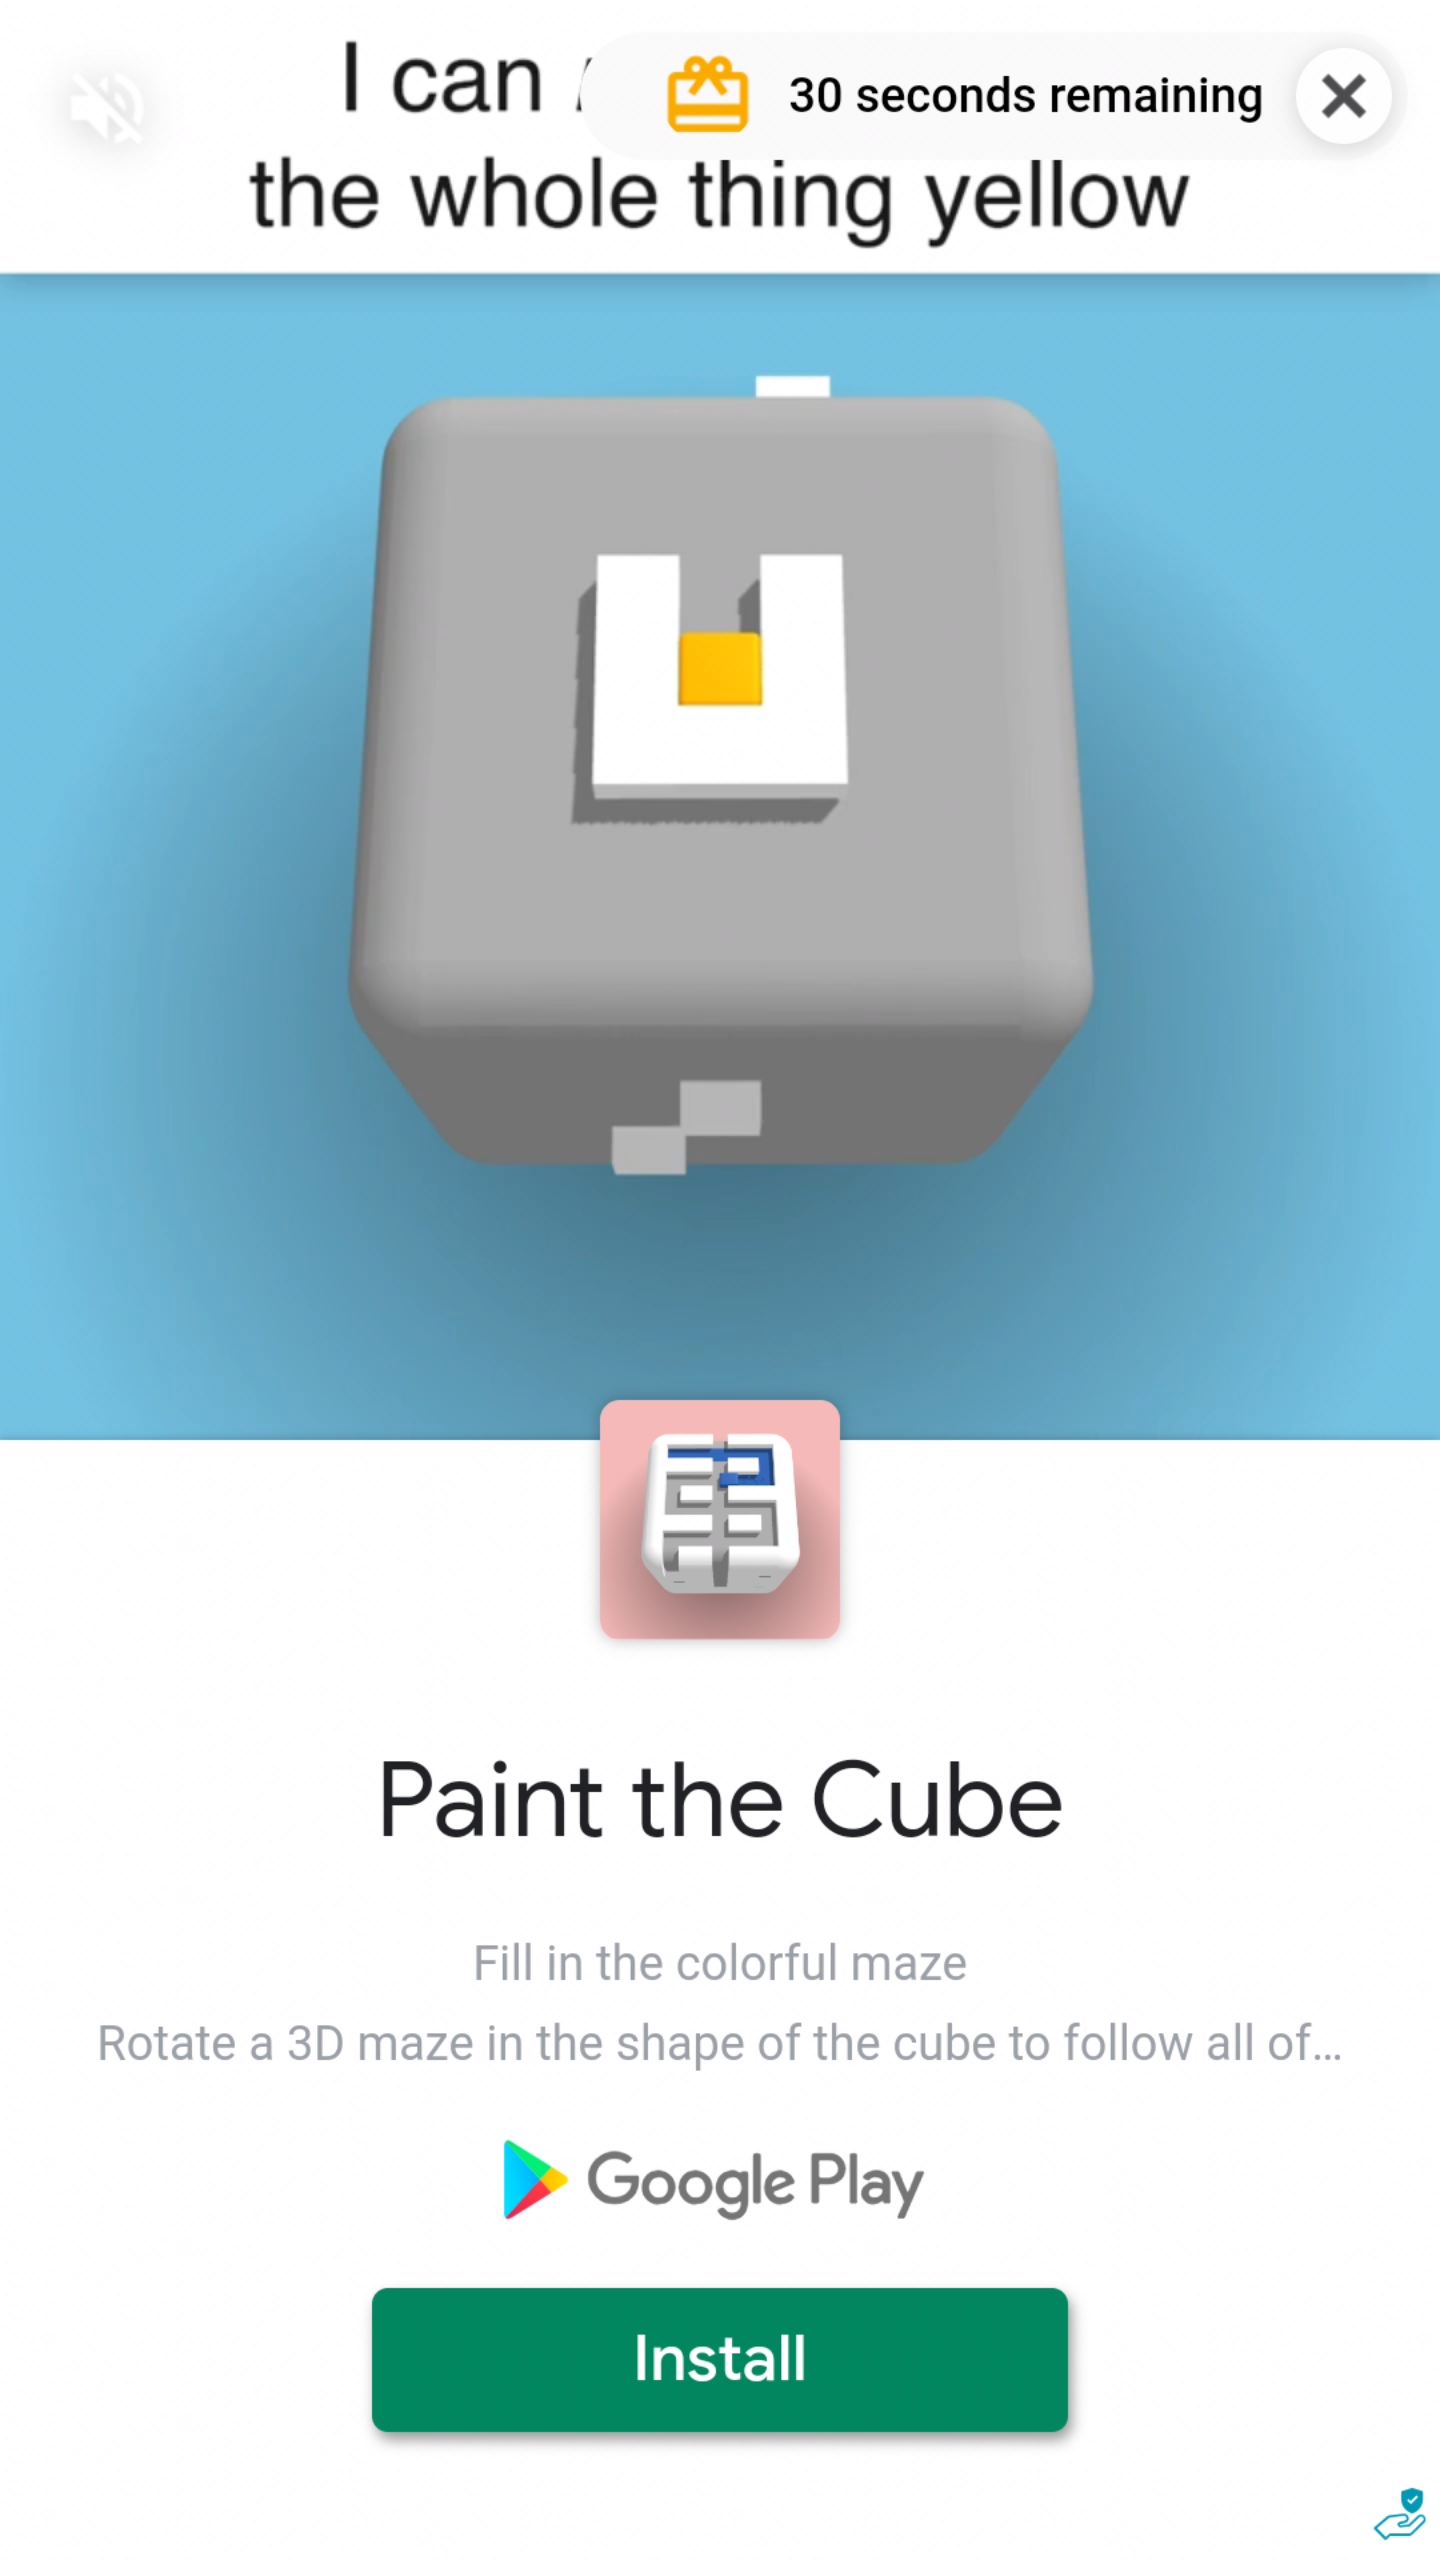 I can
30 seconds remaining
the whole thing yellow
Paint the Cube
Fill in the colorful maze
Rotate a 3D maze in the shape of the cube to follow all of...
Google Play
Install